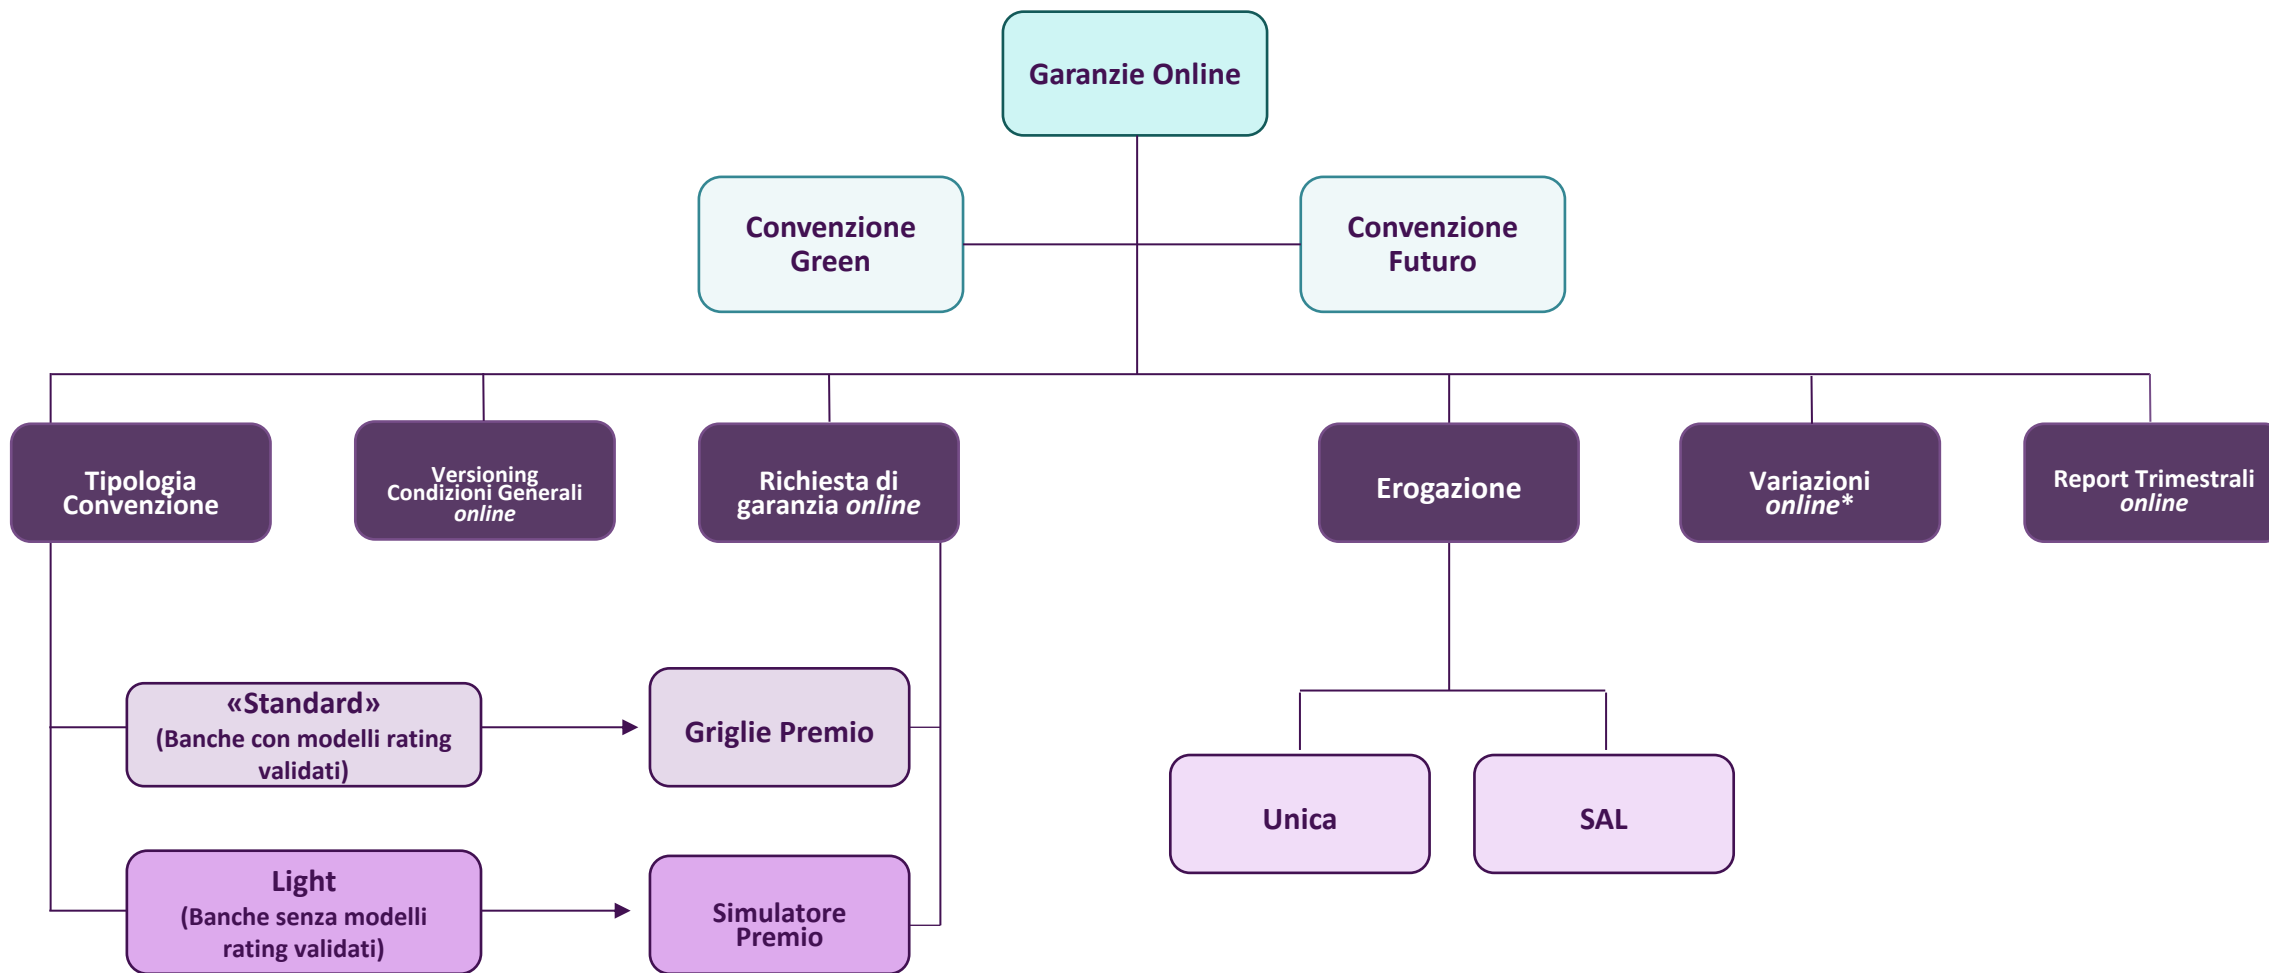 Garanzie Online
Convenzione
Green
Convenzione
Futuro
Tipologia
Convenzione
Versioning
Condizioni Generali
online
Richiesta di
garanzia online
Erogazione
Variazioni
online*
Report Trimestrali
online
«Standard»
(Banche con modelli rating
validati)
Griglie Premio
Unica
SAL
Light
(Banche senza modelli
rating validati)
Simulatore
Premio